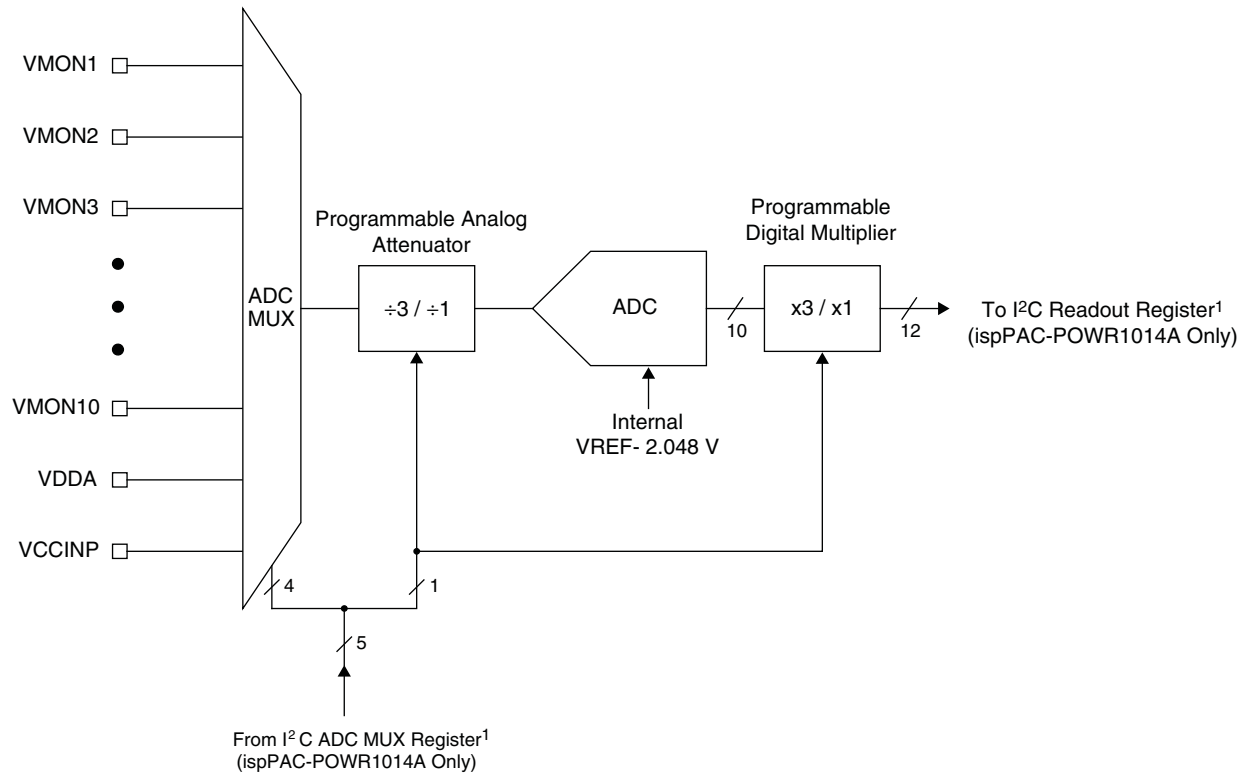 VMON1
VMON2
VMON3
VMON10
VDDA
VCCINP
ADC
MUX
Programmable Analog
Attenuator
÷3 / ÷1
ADC
Internal
VREF- 2.048 V
10
Programmable
Digital Multiplier
x3 / x1
12
To I²C Readout Register¹
(ispPAC-POWR1014A Only)
4
1
5
From I² C ADC MUX Register¹
(ispPAC-POWR1014A Only)